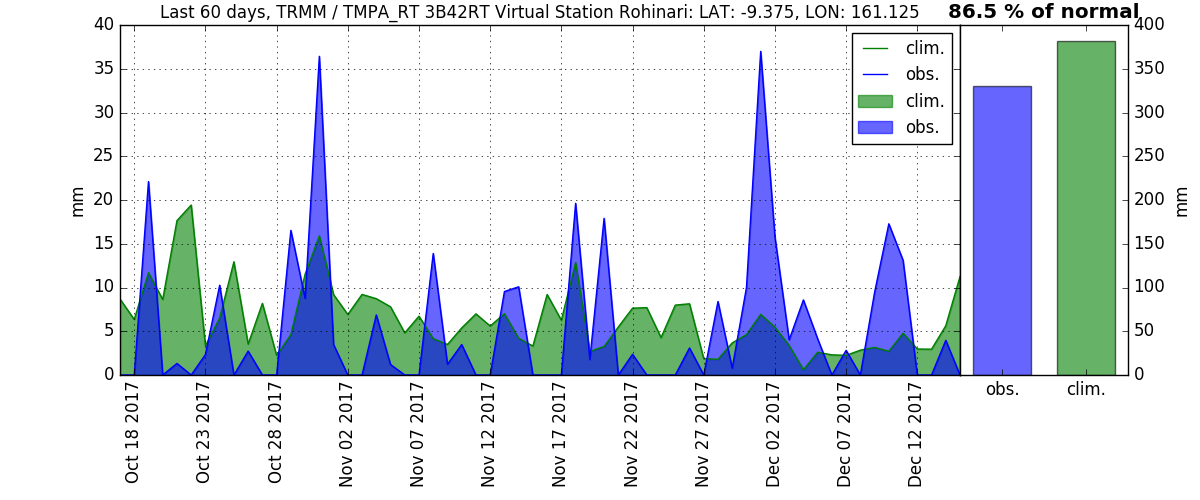 Last 60 days, TRMM / TMPA_RT 3B42RT Virtual Station Rohinari: LAT: -9.375, LON: 161.125
86.5 % of normal
40
35
30
25
20
15
10
5
0
mm
clim.
obs.
clim.
obs.
400
350
300
250
200
150
100
50
0
mm
obs.
clim.
Oct 18 2017
Oct 23 2017
Oct 28 2017
Nov 02 2017
Nov 07 2017
Nov 12 2017
Nov 17 2017
Nov 22 2017
Nov 27 2017
Dec 02 2017
Dec 07 2017
Dec 12 2017